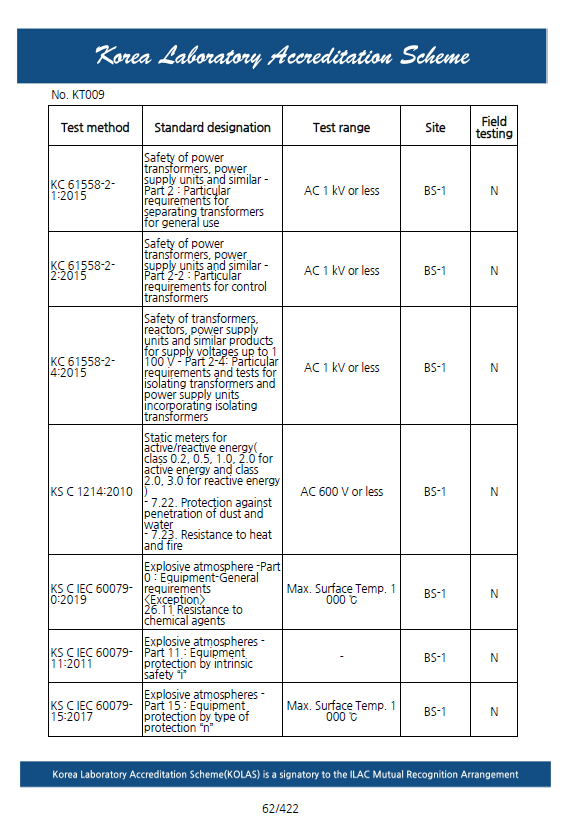 Korea Laboratory Accreditation Scheme
No. KT009
Test method Standard designation Test range Site Field testing
KC 61558-2-
1:2015
Safety of power
transformers, power
supply units and similar -
Part 2 : Particular
requirements for
separating transformers
for general use
AC 1 kV or less
BS-1
N
KC 61558-2-
2:2015
Safety of power
transformers, power
supply units and similar -
Part 2-2 : Particular
requirements for control
transformers
AC 1 kV or less
BS-1
N
KC 61558-2-
4:2015
Safety of transformers,
reactors, power supply
units and similar products
for supply voltages up to 1
100 V - Part 2-4: Particular
requirements and tests for
isolating transformers and
power supply units
incorporating isolating
transformers
AC 1 kV or less
BS-1
N
KS C 1214:2010
Static meters for
active/reactive energy(
class 0.2, 0.5, 1.0, 2.0 for
active energy and class
2.0, 3.0 for reactive energy
)
- 7.22. Protection against
penetration of dust and
water
- 7.23. Resistance to heat
and fire
AC 600 V or less
BS-1
N
KS C IEC 60079-
0:2019
Explosive atmosphere -Part
0 : Equipment-General
requirements
<Exception>
26.11 Resistance to
chemical agents
Max. Surface Temp. 1
000 ℃
BS-1
N
KS C IEC 60079-
11:2011
Explosive atmospheres -
Part 11 : Equipment
protection by intrinsic
safety “i”
-
BS-1
N
KS C IEC 60079-
15:2017
Explosive atmospheres -
Part 15 : Equipment
protection by type of
protection “n”
Max. Surface Temp. 1
000 ℃
BS-1
N
Korea Laboratory Accreditation Scheme(KOLAS) is a signatory to the ILAC Mutual Recognition Arrangement
62/422